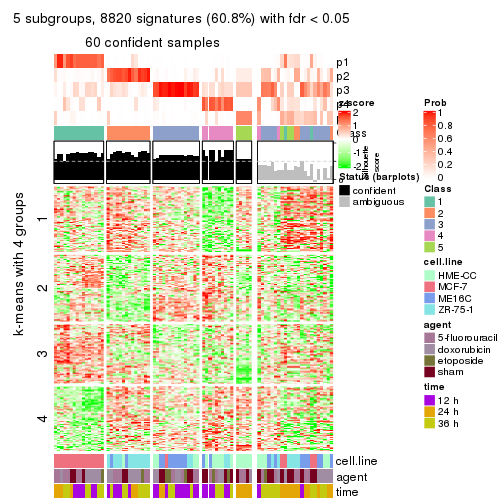 5 subgroups, 8820 signatures (60.8%) with fdr < 0.05
60 confident samples
p1
p2
p3
z-score
2
1
0
-1
-2
Silhouette
score
Status (barplots)
confident
ambiguous
k-means with 4 groups
1
2
3
4
cell.line
agent
time
Prob
1
0.8
0.6
0.4
0.2
0
Class
1
2
3
4
5
cell.line
HME-CC
MCF-7
ME16C
ZR-75-1
agent
5-fluorouracil
doxorubicin
etoposide
sham
time
12 h
24 h
36 h